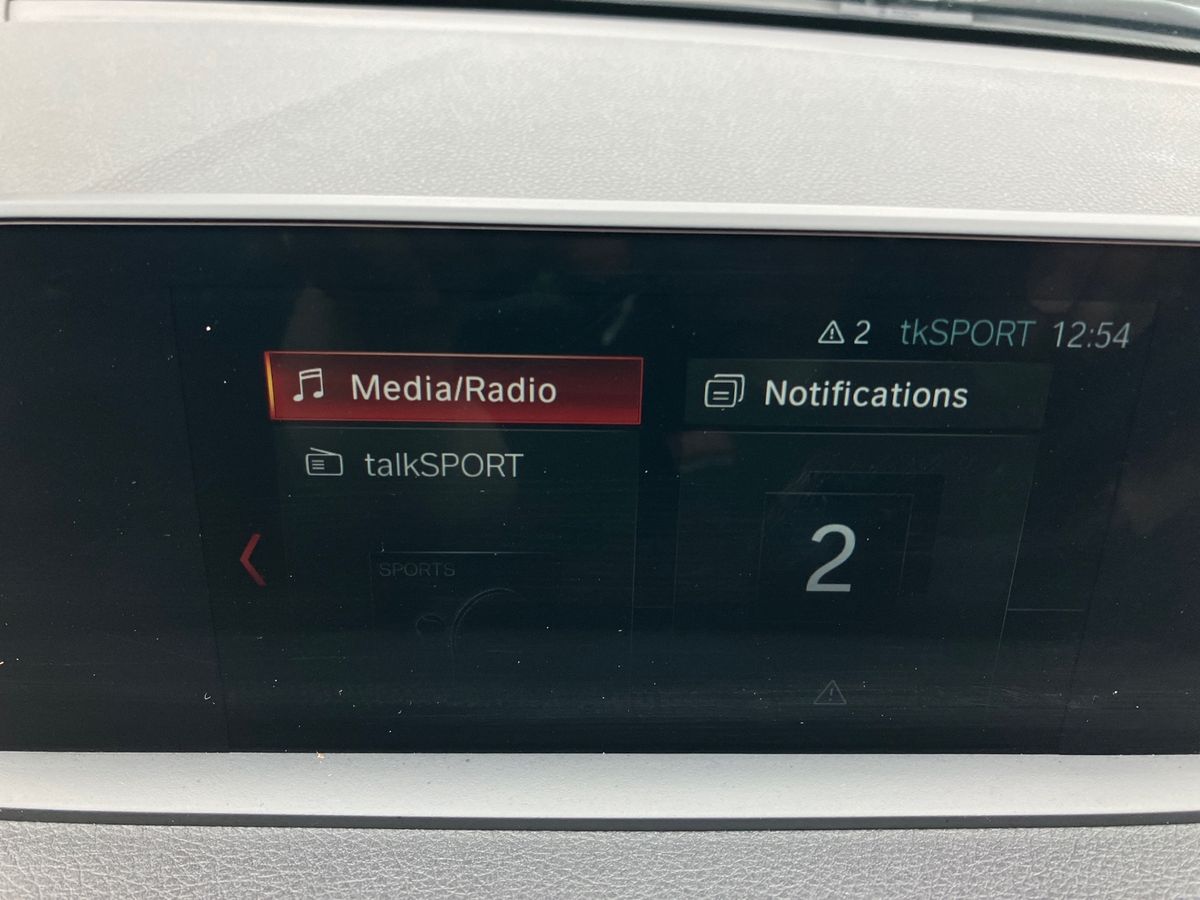 2 tkSPORT 12:54
Media/Radio
Notifications
talkSPORT
SPORTS
2